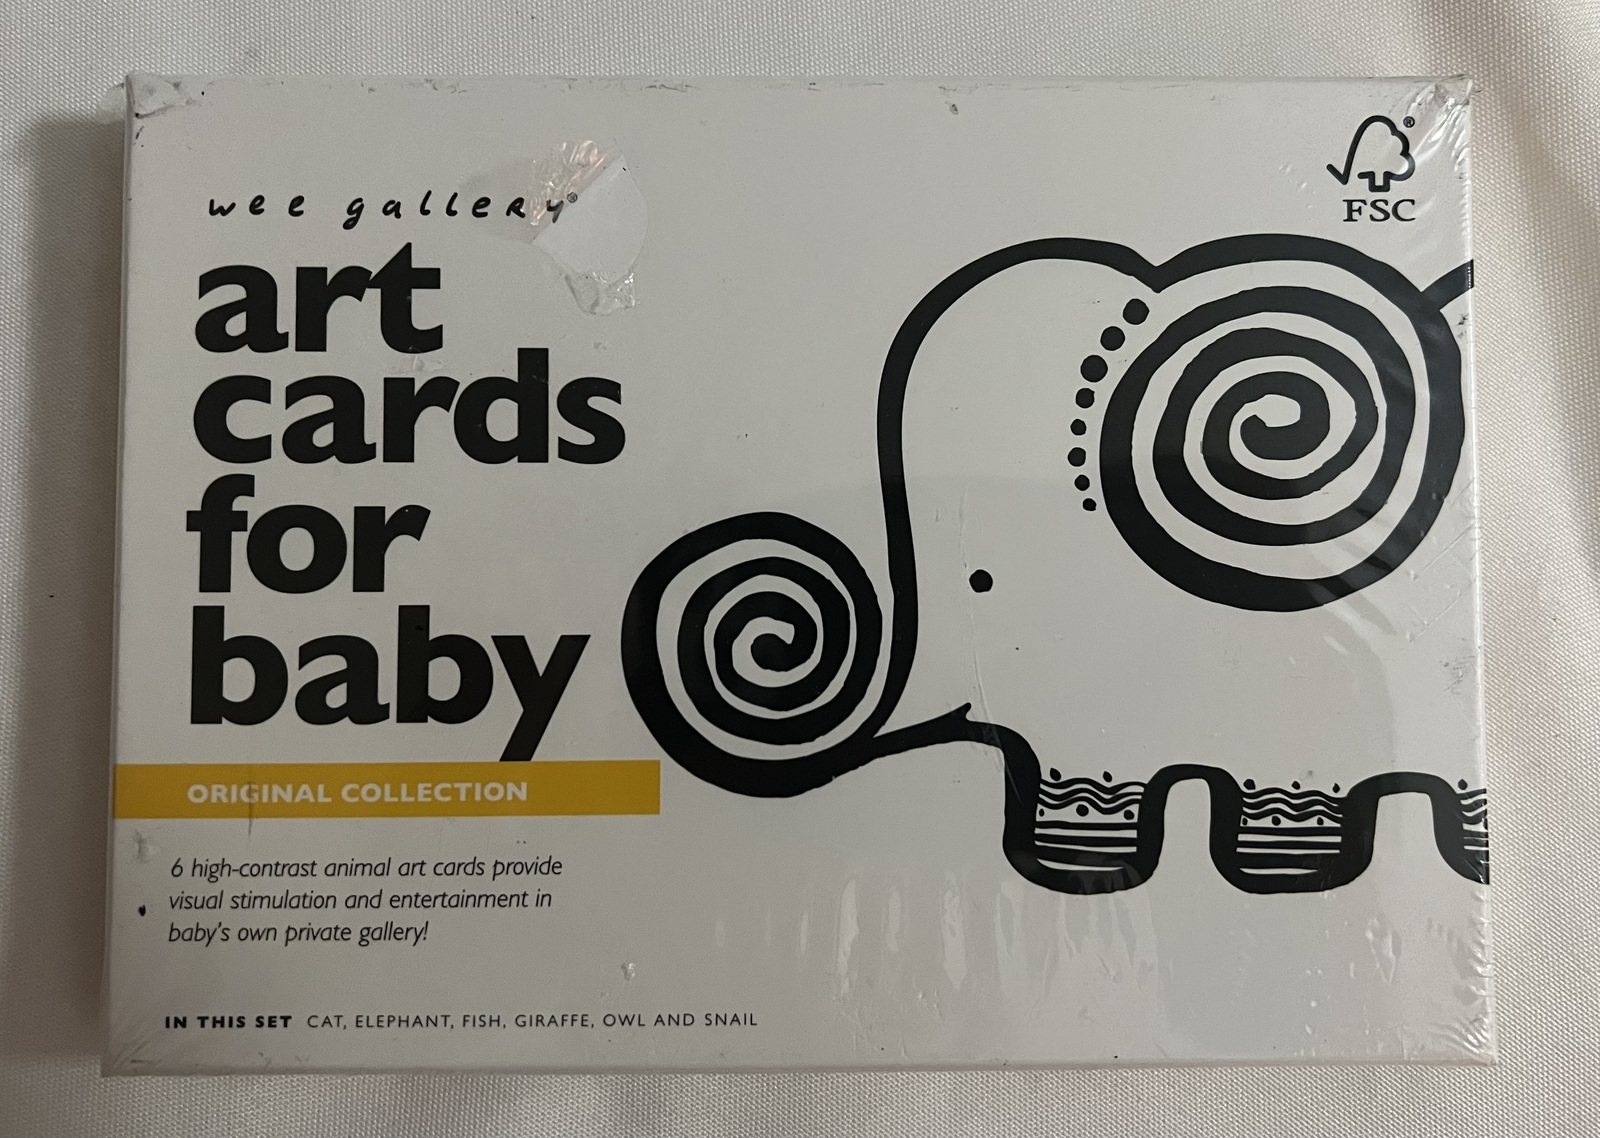 wee gallery®
art
cards
for
baby
ORIGINAL COLLECTION
6 high-contrast animal art cards provide
visual stimulation and entertainment in
baby's own private gallery!
IN THIS SET CAT, ELEPHANT, FISH, GIRAFFE, OWL AND SNAIL
®
FSC